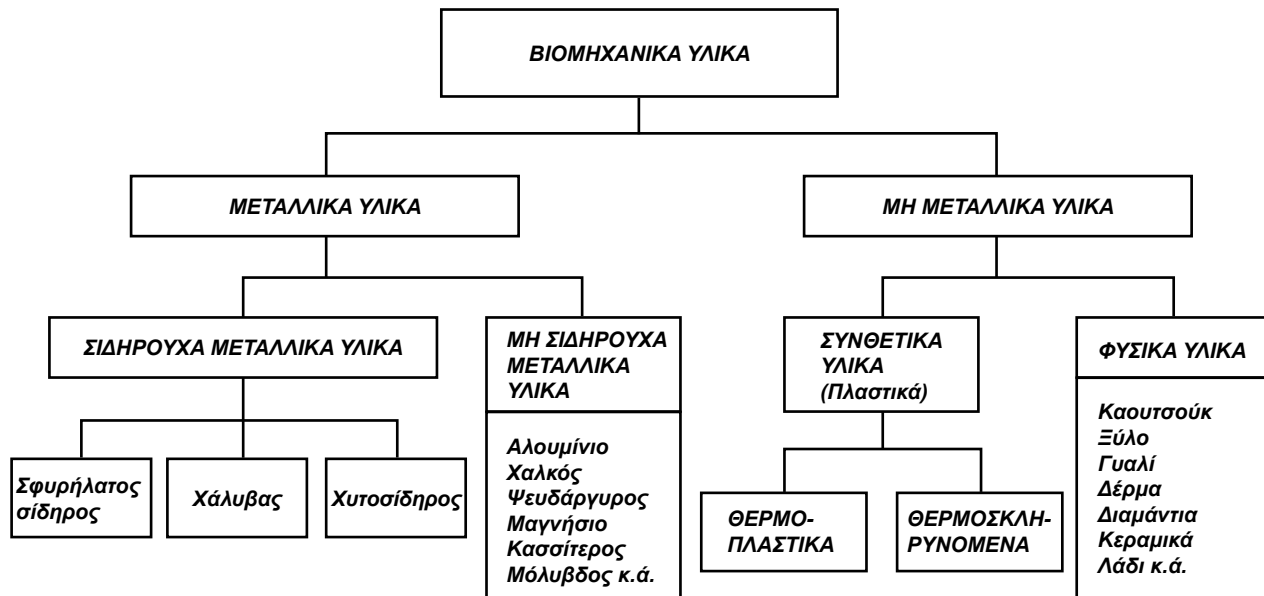 ΒΙΟΜΗΧΑΝΙΚΑ ΥΛΙΚΑ
ΜΕΤΑΛΛΙΚΑ ΥΛΙΚΑ
ΜΗ ΜΕΤΑΛΛΙΚΑ ΥΛΙΚΑ
ΣΙΔΗΡΟΥΧΑ ΜΕΤΑΛΛΙΚΑ ΥΛΙΚΑ
ΜΗ ΣΙΔΗΡΟΥΧΑ
ΜΕΤΑΛΛΙΚΑ
ΥΛΙΚΑ
ΣΥΝΘΕΤΙΚΑ
ΥΛΙΚΑ
(Πλαστικά)
ΦΥΣΙΚΑ ΥΛΙΚΑ
Σφυρήλατος
σίδηρος
Χάλυβας
Χυτοσίδηρος
Αλουμίνιο
Χαλκός
Ψευδάργυρος
Μαγνήσιο
Κασσίτερος
Μόλυβδος κ.ά.
ΘΕΡΜΟ-
ΠΛΑΣΤΙΚΑ
ΘΕΡΜΟΣΚΛΗ-
ΡΥΝΟΜΕΝΑ
Καουτσούκ
Ξύλο
Γυαλί
Δέρμα
Διαμάντια
Κεραμικά
Λάδι κ.ά.